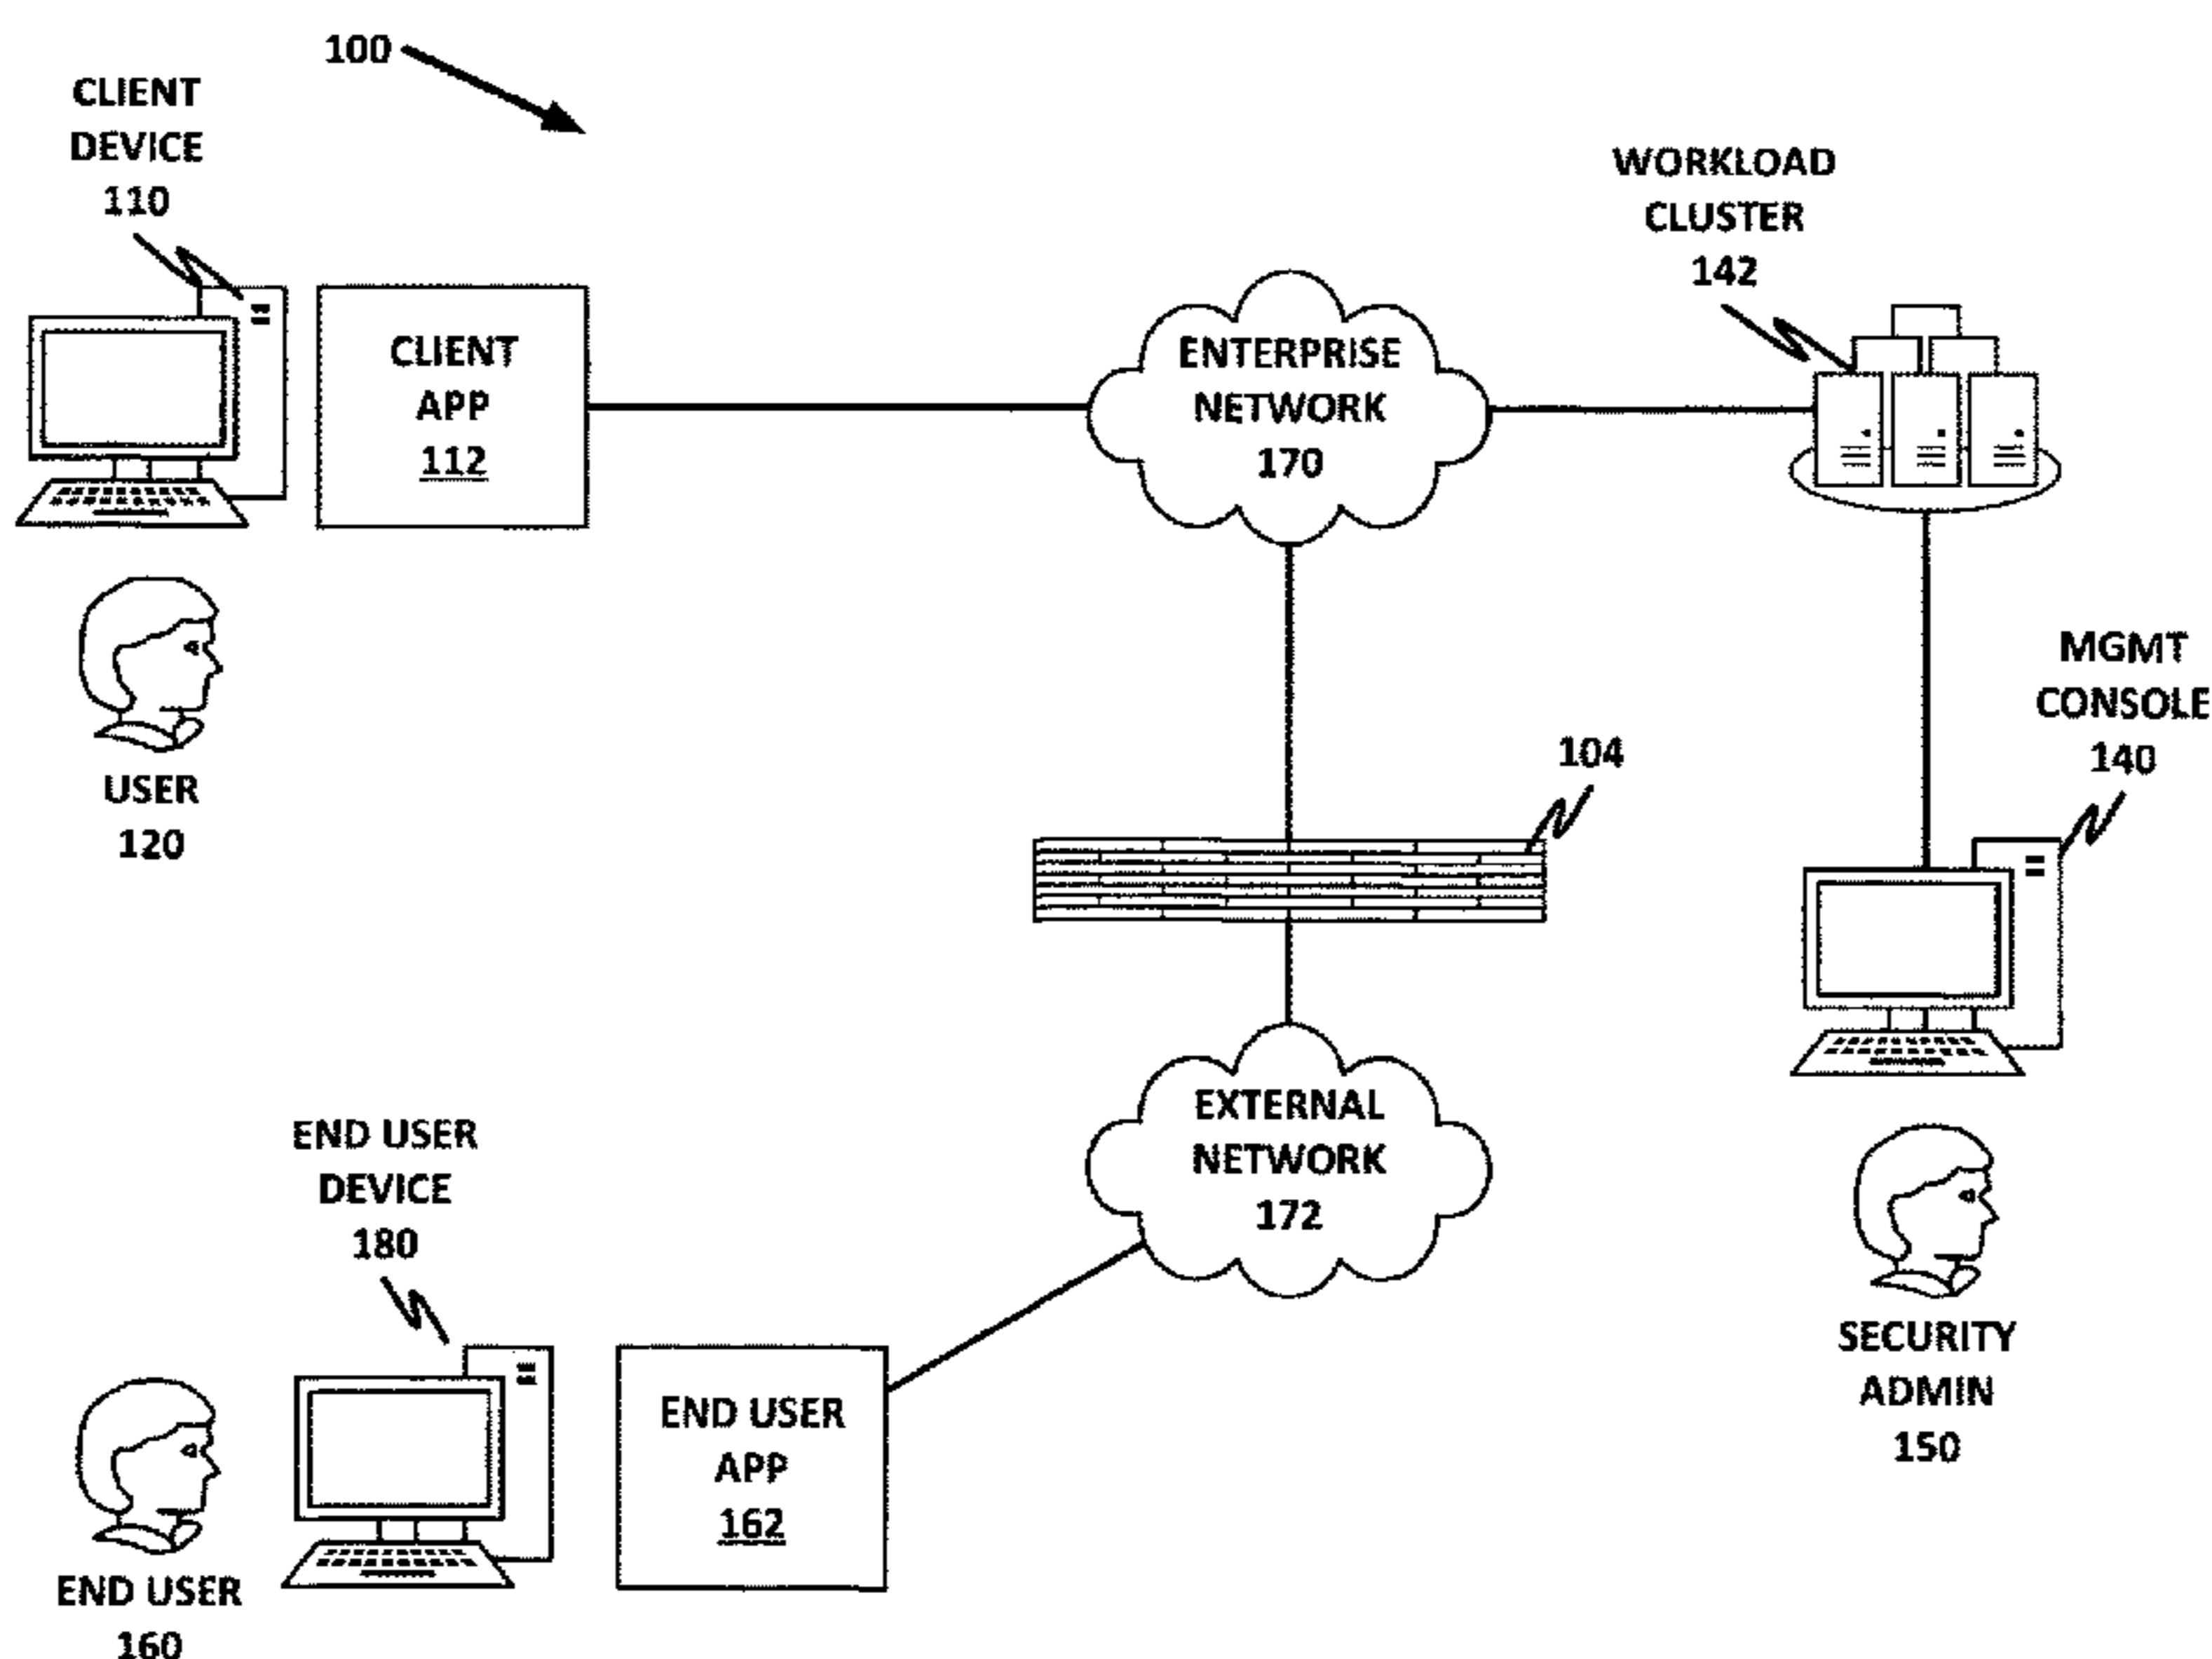 100
CLIENT
DEVICE
110
CLIENT
APP
112
ENTERPRISE
NETWORK
170
WORKLOAD
CLUSTER
142
USER
120
104
MGMT
CONSOLE
140
EXTERNAL
NETWORK
172
SECURITY
ADMIN
150
END USER
DEVICE
180
END USER
APP
162
END USER
160